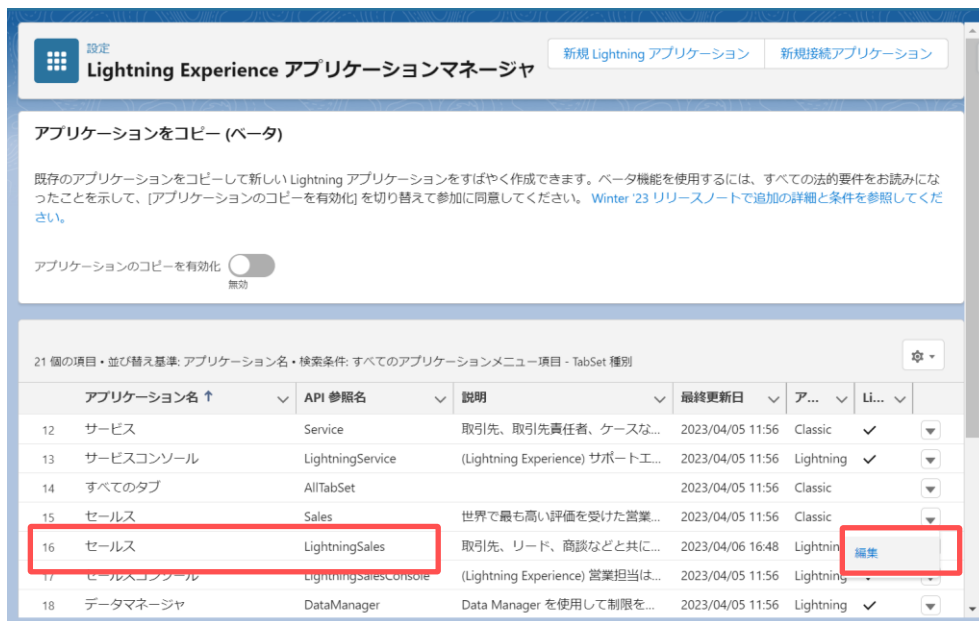 設定
Lightning Experience アプリケーションマネージャ
新規 Lightning アプリケーション
新規接続アプリケーション
アプリケーションをコピー (ベータ)
既存のアプリケーションをコピーして新しい Lightning アプリケーションをすばやく作成できます。ベータ機能を使用するには、すべての法的要件をお読みにな
ったことを示して、[アプリケーションのコピーを有効化] を切り替えて参加に同意してください。 Winter '23 リリースノートで追加の詳細と条件を参照してくだ
さい。
アプリケーションのコピーを有効化
無効
21 個の項目 • 並び替え基準: アプリケーション名 • 検索条件: すべてのアプリケーションメニュー項目 - TabSet 種別
アプリケーション名 ↑ API 参照名 説明 最終更新日 ア... Li...
12 サービス Service 取引先、取引先責任者、ケースな... 2023/04/05 11:56 Classic
13 サービスコンソール LightningService (Lightning Experience) サポートエ... 2023/04/05 11:56 Lightning
14 すべてのタブ AllTabSet 2023/04/05 11:56 Classic
15 セールス Sales 世界で最も高い評価を受けた営業... 2023/04/05 11:56 Classic
16 セールス LightningSales 取引先、リード、商談などと共に... 2023/04/06 16:48 Lightnin 編集
17 セールスコンソール LightningSalesConsole (Lightning Experience) 営業担当は... 2023/04/05 11:56 Lightning
18 データマネージャ DataManager Data Manager を使用して制限を... 2023/04/05 11:56 Lightning